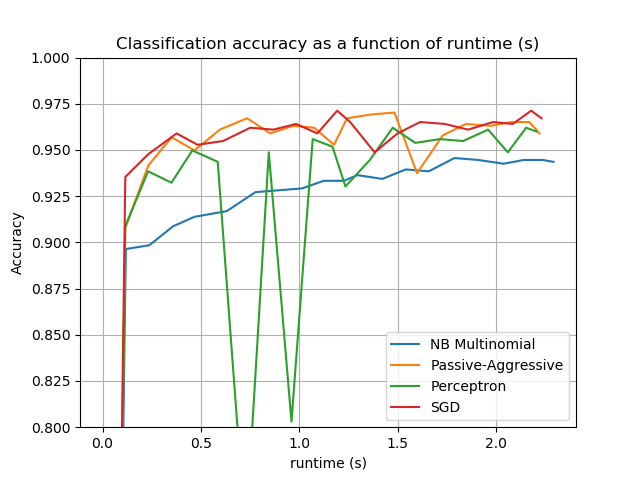 Classification accuracy as a function of runtime (s)
1.000
0.975
0.950
0.925
0.900
0.875
0.850
0.825
0.800
Accuracy
0.0 0.5 1.0 1.5 2.0
runtime (s)
NB Multinomial
Passive-Aggressive
Perceptron
SGD